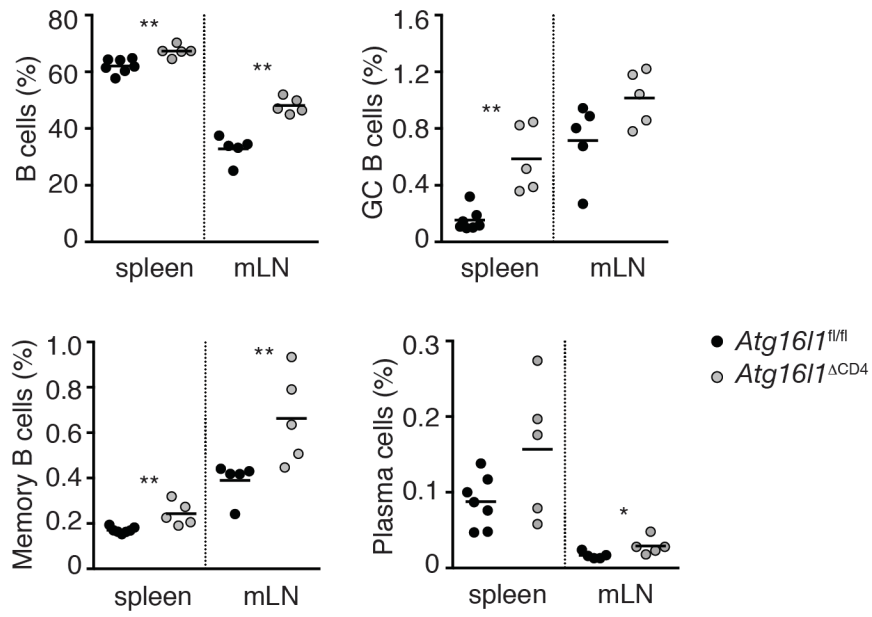 B cells (%)
80
60
40
20
0
**
**
spleen
mLN
GC B cells (%)
1.6
1.2
0.8
0.4
0
**
spleen
mLN
Memory B cells (%)
1.0
0.8
0.6
0.4
0.2
0
**
**
spleen
mLN
Plasma cells (%)
0.3
0.2
0.1
0
*
spleen
mLN
Atg16l1fl/fl
Atg16l1ΔCD4